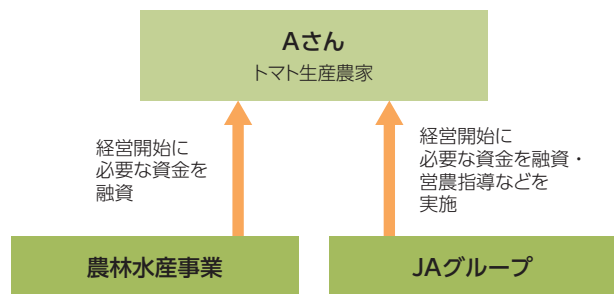 Aさん
トマト生産農家
経営開始に
必要な資金を
融資
経営開始に
必要な資金を融資・
営農指導などを
実施
農林水産事業
JAグループ